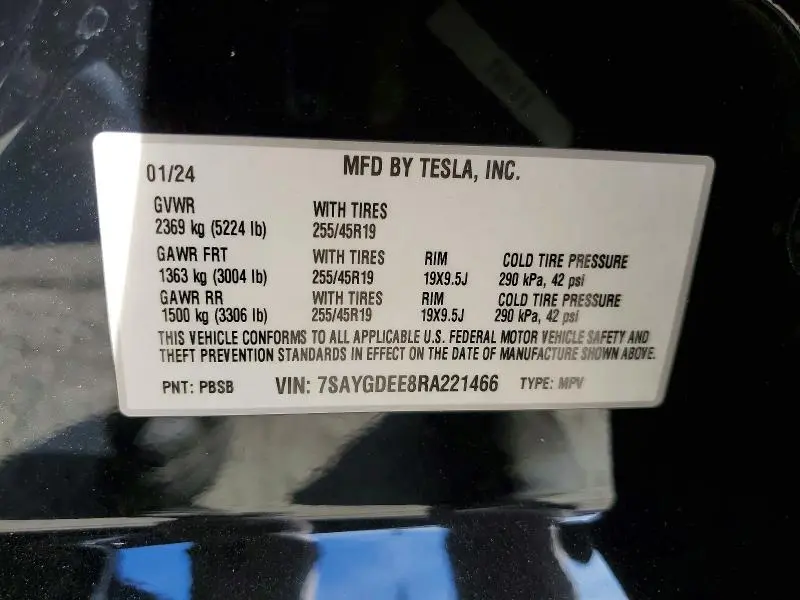 01/24 MFD BY TESLA, INC.
GVWR WITH TIRES
2369 kg (5224 lb) 255/45R19
GAWR FRT WITH TIRES RIM COLD TIRE PRESSURE
1363 kg (3004 lb) 255/45R19 19X9.5J 290 kPa, 42 psi
GAWR RR WITH TIRES RIM COLD TIRE PRESSURE
1500 kg (3306 lb) 255/45R19 19X9.5J 290 kPa, 42 psi
THIS VEHICLE CONFORMS TO ALL APPLICABLE U.S. FEDERAL MOTOR VEHICLE SAFETY AND
THEFT PREVENTION STANDARDS IN EFFECT ON THE DATE OF MANUFACTURE SHOWN ABOVE.
PNT: PBSB VIN: 7SAYGDEE8RA221466 TYPE: MPV